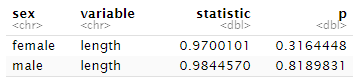 sex variable statistic p
<chr> <chr> <dbl> <dbl>
female length 0.9700101 0.3164448
male length 0.9844570 0.8189831